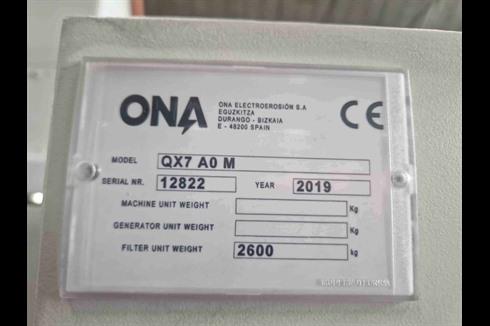 ONA
ONA ELECTROEROSIÓN S.A
EGUZKITZA
DURANGO - BIZKAIA
E - 48200 SPAIN
CE
MODEL QX7 A0 M
SERIAL NR. 12822 YEAR 2019
MACHINE UNIT WEIGHT Kg
GENERATOR UNIT WEIGHT Kg
FILTER UNIT WEIGHT 2600 kg